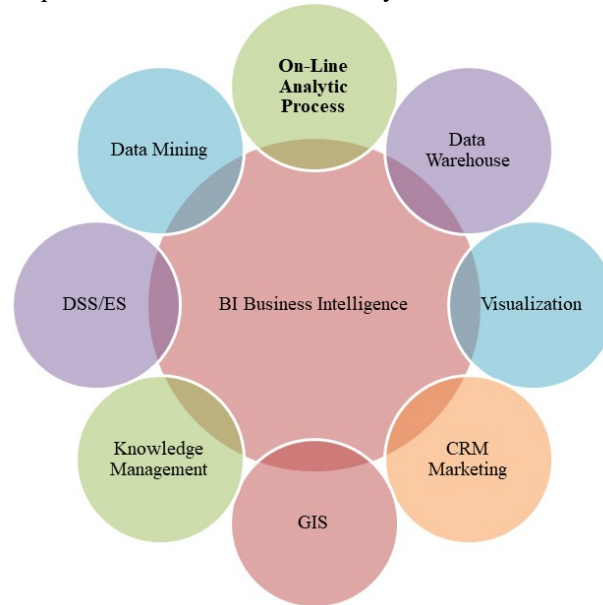 On-Line
Analytic
Process
Data Mining
Data
Warehouse
DSS/ES
BI Business Intelligence
Visualization
Knowledge
Management
CRM
Marketing
GIS